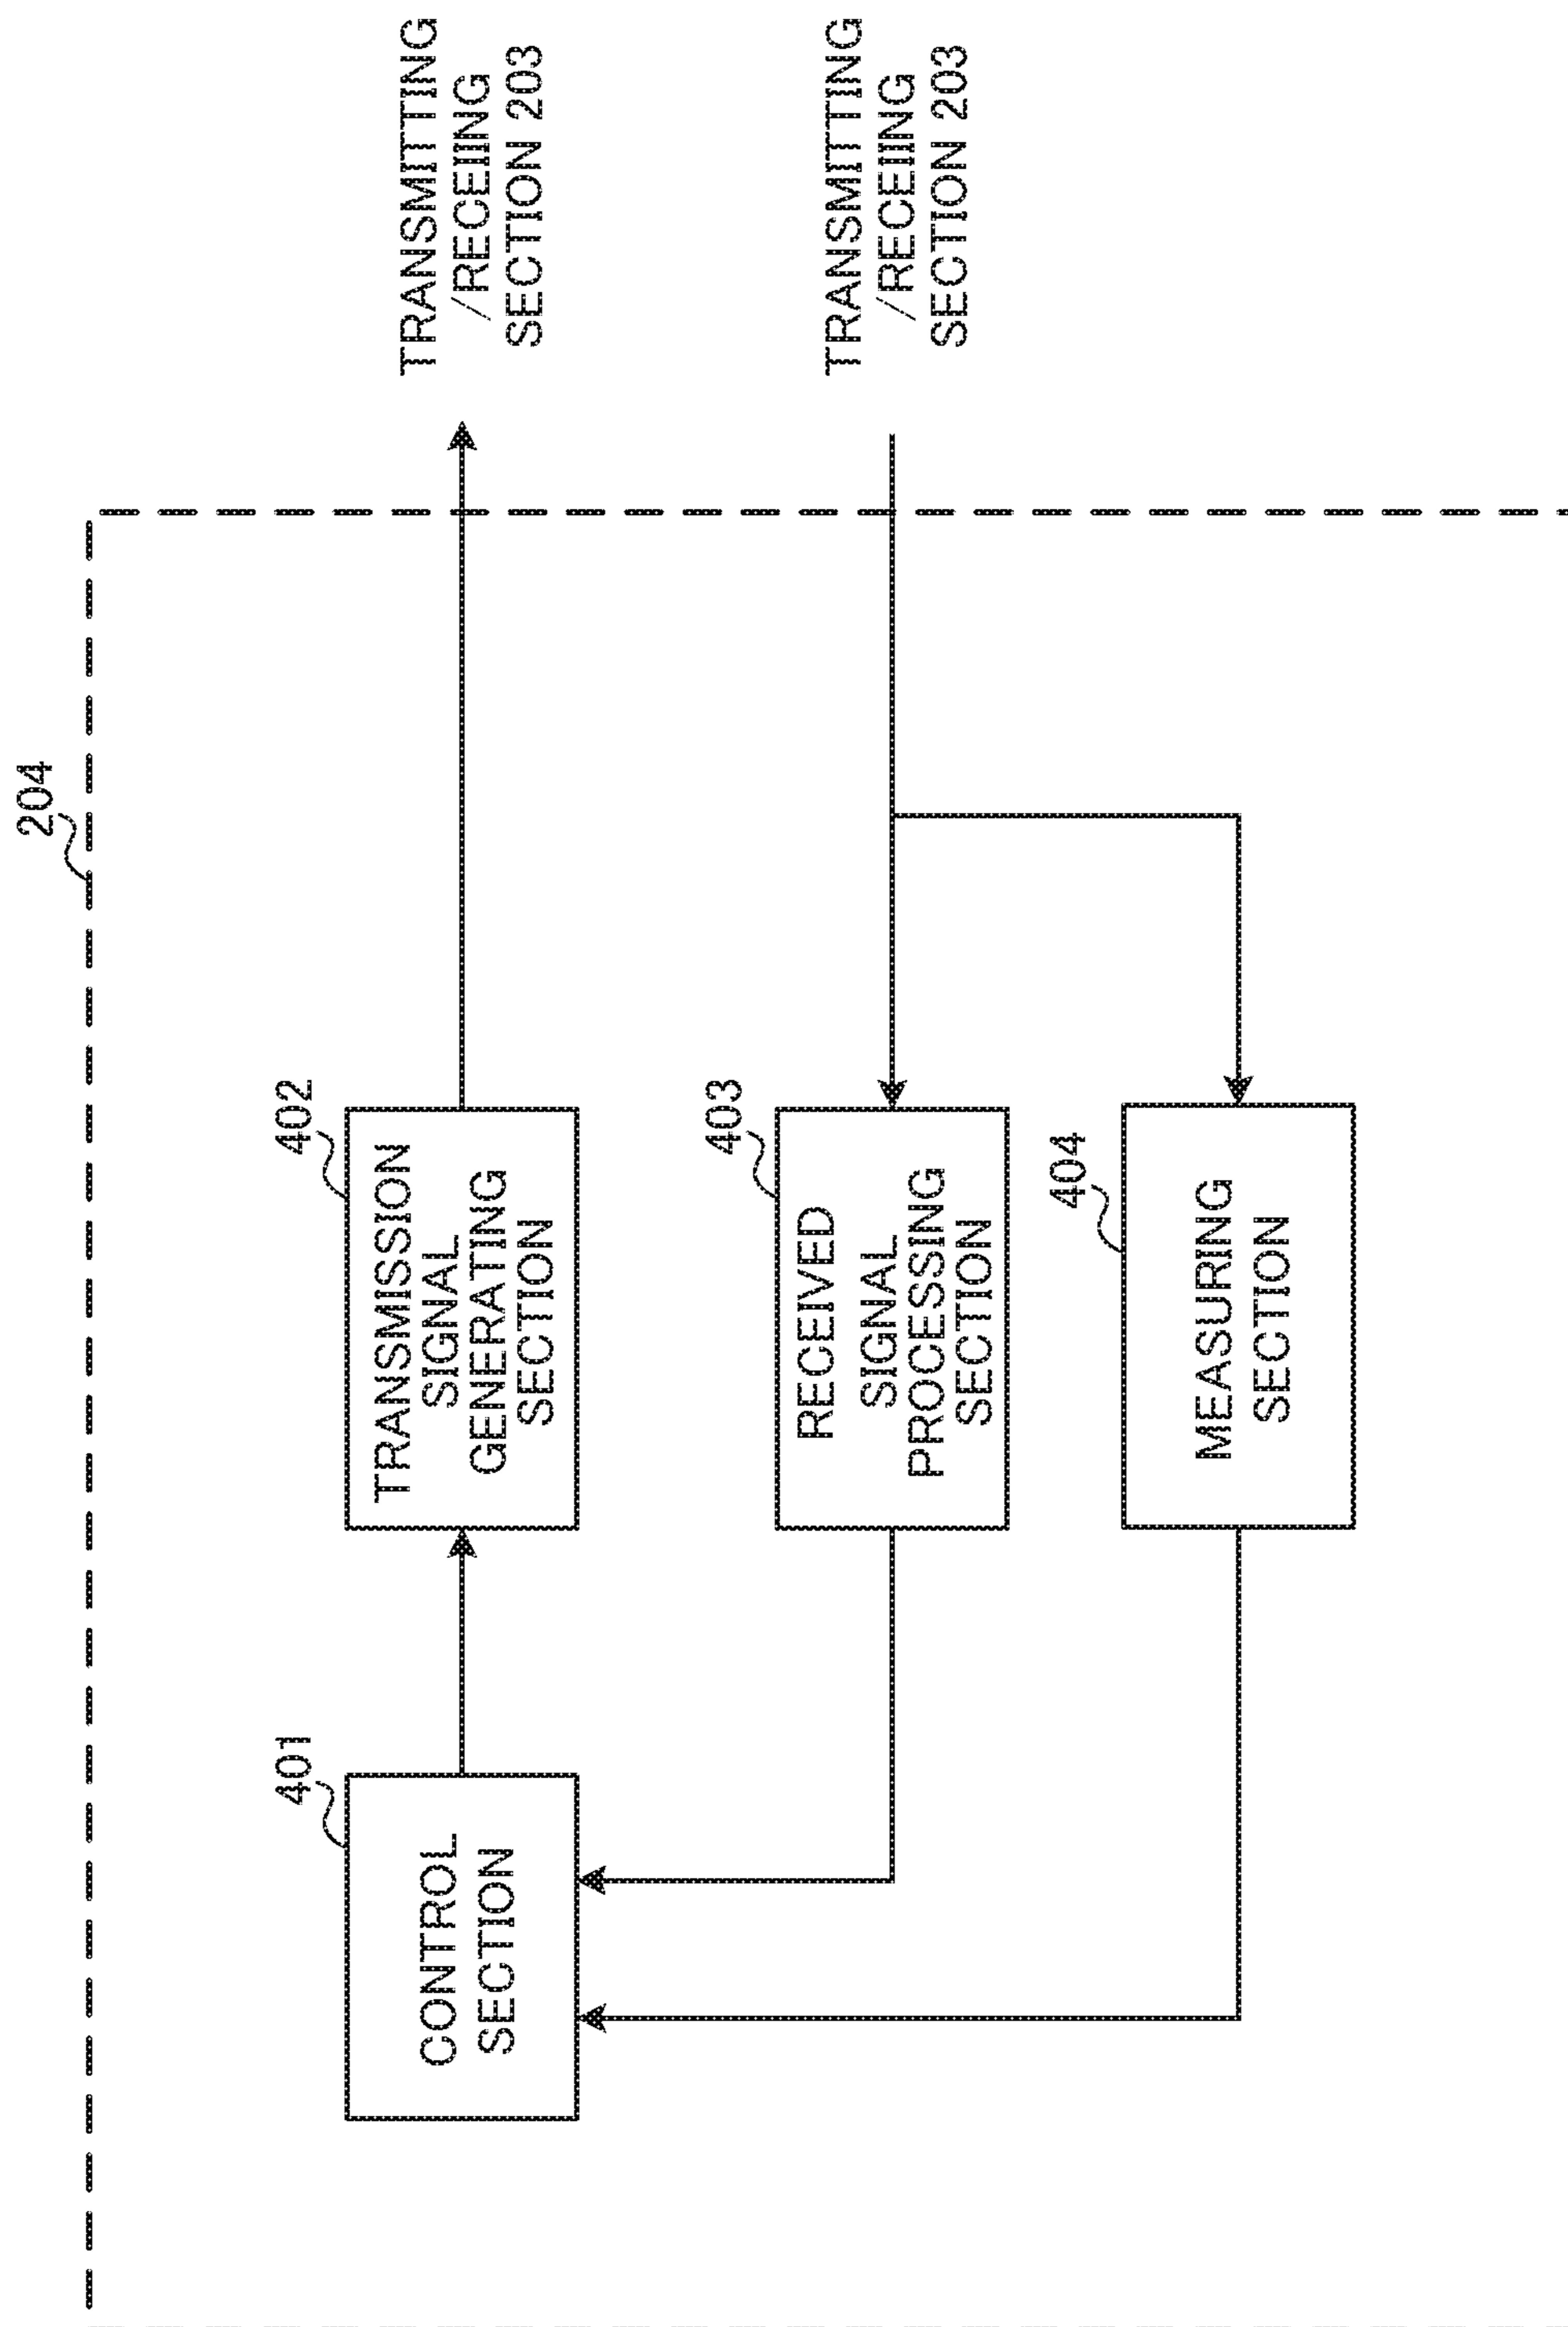 204
401
CONTROL
SECTION
402
TRANSMISSION
SIGNAL
GENERATING
SECTION
TRANSMITTING
/RECEIING
SECTION 203
403
RECEIVED
SIGNAL
PROCESSING
SECTION
TRANSMITTING
/RECEIING
SECTION 203
404
MEASURING
SECTION